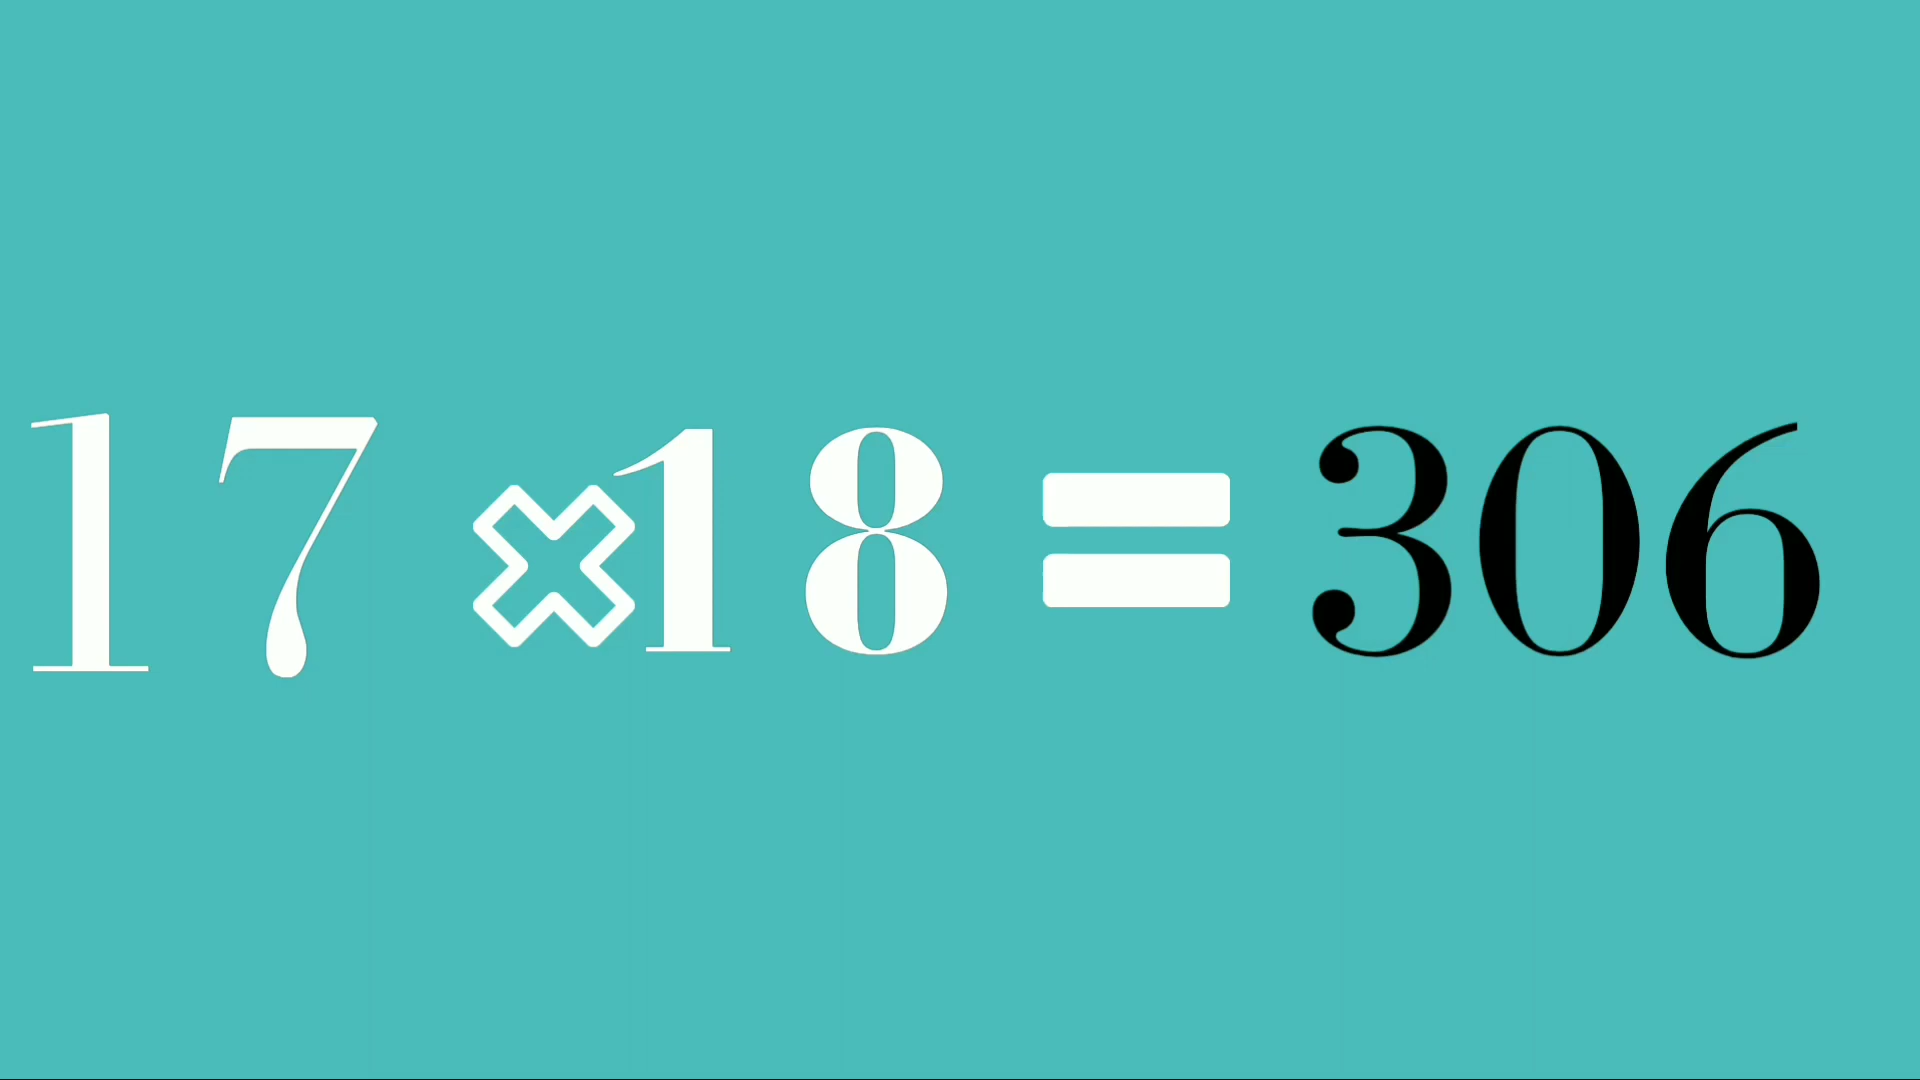 17 × 18 = 306